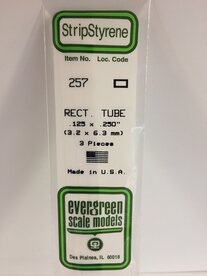 StripStyrene
Item No. Loc. Code
257
RECT. TUBE
.125 x .250"
(3.2 x 6.3 mm)
3 Pieces
Made in U.S.A.
evergreen
scale models
Des Plaines, IL 60018